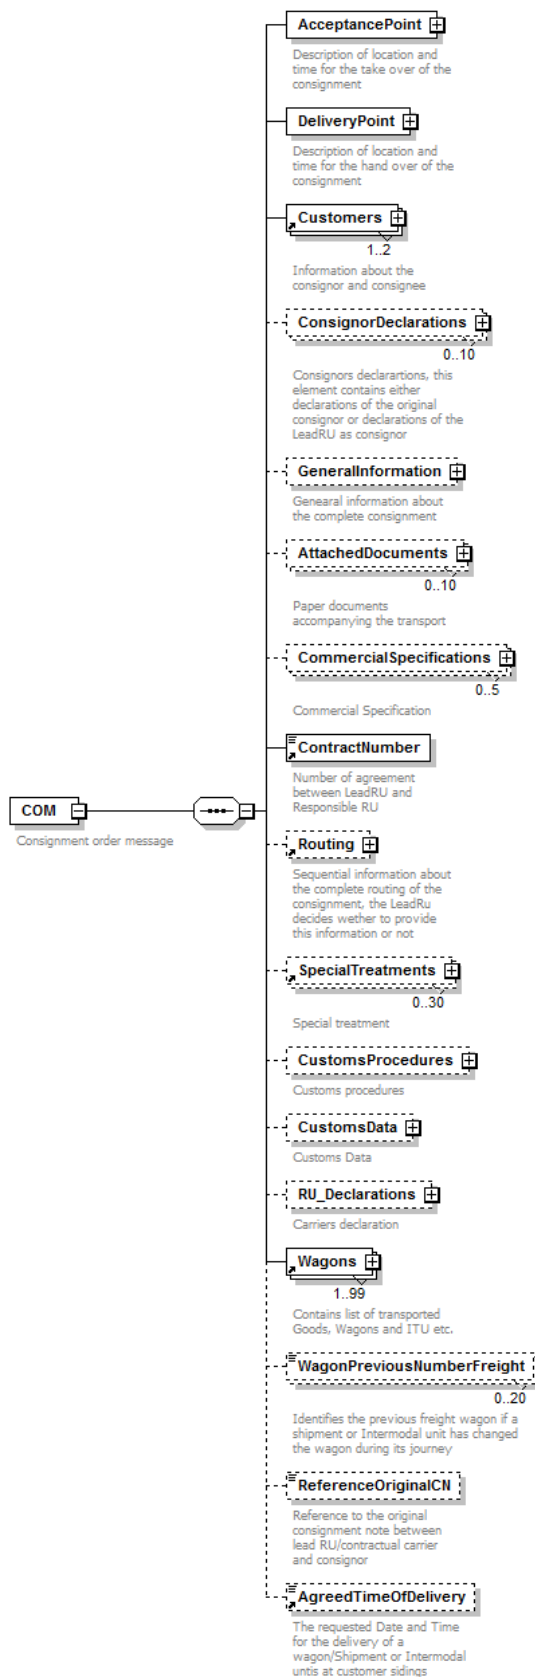 AcceptancePoint
Description of location and
time for the take over of the
consignment
DeliveryPoint
Description of location and
time for the hand over of the
consignment
Customers
1..2
Information about the
consignor and consignee
ConsignorDeclarations
0..10
Consignors declarartions, this
element contains either
declarations of the original
consignor or declarations of the
LeadRU as consignor
GeneralInformation
Genearal information about
the complete consignment
AttachedDocuments
0..10
Paper documents
accompanying the transport
CommercialSpecifications
0..5
Commercial Specification
ContractNumber
Number of agreement
between LeadRU and
Responsible RU
COM
Consignment order message
Routing
Sequential information about
the complete routing of the
consignment, the LeadRu
decides wether to provide
this information or not
SpecialTreatments
0..30
Special treatment
CustomsProcedures
Customs procedures
CustomsData
Customs Data
RU_Declarations
Carriers declaration
Wagons
1..99
Contains list of transported
Goods, Wagons and ITU etc.
WagonPreviousNumberFreight
0..20
Identifies the previous freight wagon if a
shipment or Intermodal unit has changed
the wagon during its journey
ReferenceOriginalCN
Reference to the original
consignment note between
lead RU/contractual carrier
and consignor
AgreedTimeOfDelivery
The requested Date and Time
for the delivery of a
wagon/Shipment or Intermodal
untis at customer sidings